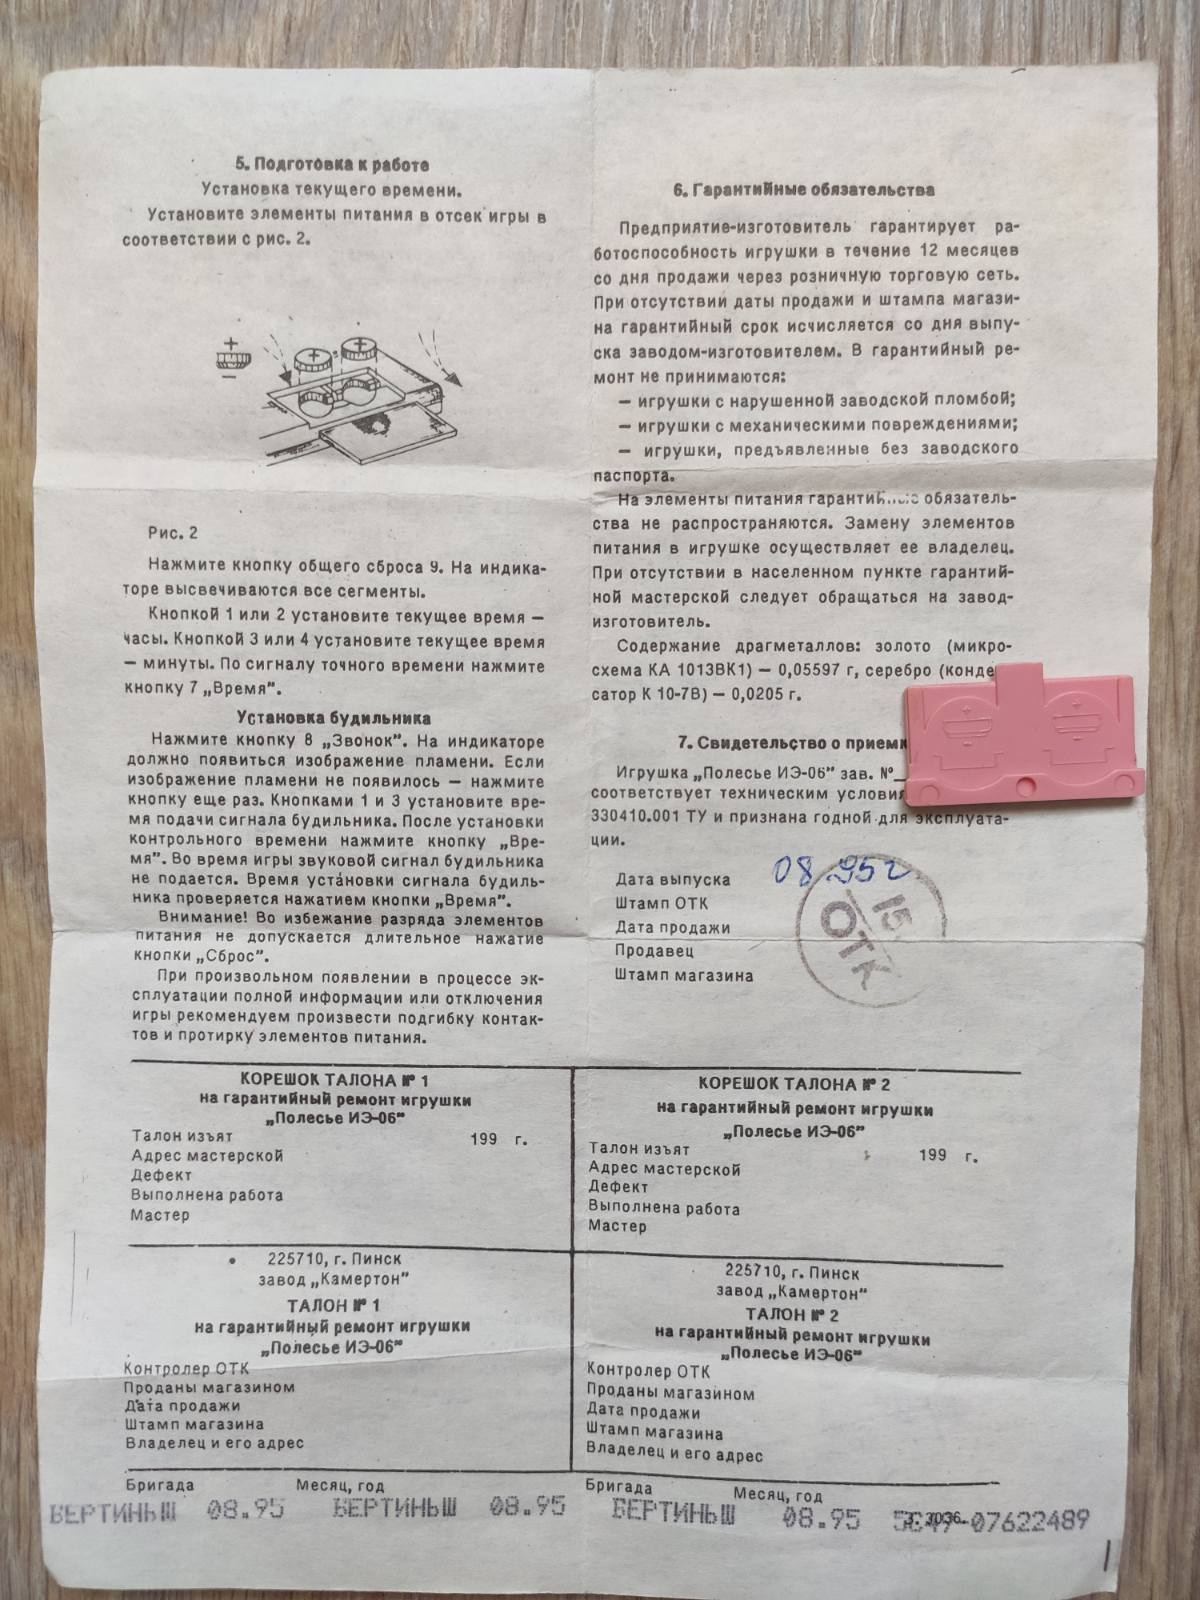 5. Подготовка к работе
Установка текущего времени.
Установите элементы питания в отсек игры в
соответствии с рис. 2.
+
−
+
+
Рис. 2
Нажмите кнопку общего сброса 9. На индика-
торе высвечиваются все сегменты.
Кнопкой 1 или 2 установите текущее время —
часы. Кнопкой 3 или 4 установите текущее время
— минуты. По сигналу точного времени нажмите
кнопку 7 „Время".
Установка будильника
Нажмите кнопку 8 „Звонок". На индикаторе
должно появиться изображение пламени. Если
изображение пламени не появилось — нажмите
кнопку еще раз. Кнопками 1 и 3 установите вре-
мя подачи сигнала будильника. После установки
контрольного времени нажмите кнопку „Вре-
мя". Во время игры звуковой сигнал будильника
не подается. Время установки сигнала будиль-
ника проверяется нажатием кнопки „Время".
Внимание! Во избежание разряда элементов
питания не допускается длительное нажатие
кнопки „Сброс".
При произвольном появлении в процессе эк-
сплуатации полной информации или отключения
игры рекомендуем произвести подгибку контак-
тов и протирку элементов питания.
6. Гарантийные обязательства
Предприятие-изготовитель гарантирует ра-
ботоспособность игрушки в течение 12 месяцев
со дня продажи через розничную торговую сеть.
При отсутствии даты продажи и штампа магази-
на гарантийный срок исчисляется со дня выпу-
ска заводом-изготовителем. В гарантийный ре-
монт не принимаются:
— игрушки с нарушенной заводской пломбой;
— игрушки с механическими повреждениями;
— игрушки, предъявленные без заводского
паспорта.
На элементы питания гарантийные обязатель-
ства не распространяются. Замену элементов
питания в игрушке осуществляет ее владелец.
При отсутствии в населенном пункте гарантий-
ной мастерской следует обращаться на завод-
изготовитель.
Содержание драгметаллов: золото (микро-
схема КА 1013ВК1) — 0,05597 г, серебро (конде
сатор К 10-7В) — 0,0205 г.
7. Свидетельство о приемк
Игрушка „Полесье ИЭ-06" зав. №_
соответствует техническим услови
330410.001 ТУ и признана годной для эксплуата-
ции.
Дата выпуска 08.95г
Штамп ОТК
Дата продажи
Продавец
Штамп магазина
15
ОТК
КОРЕШОК ТАЛОНА № 1
на гарантийный ремонт игрушки
„Полесье ИЭ-06"
Талон изъят 199 г.
Адрес мастерской
Дефект
Выполнена работа
Мастер
КОРЕШОК ТАЛОНА № 2
на гарантийный ремонт игрушки
„Полесье ИЭ-06"
Талон изъят 199 г.
Адрес мастерской
Дефект
Выполнена работа
Мастер
225710, г. Пинск
завод „Камертон"
ТАЛОН № 1
на гарантийный ремонт игрушки
„Полесье ИЭ-06"
Контролер ОТК
Проданы магазином
Дата продажи
Штамп магазина
Владелец и его адрес
225710, г. Пинск
завод „Камертон"
ТАЛОН № 2
на гарантийный ремонт игрушки
„Полесье ИЭ-06"
Контролер ОТК
Проданы магазином
Дата продажи
Штамп магазина
Владелец и его адрес
Бригада Месяц, год Бригада Месяц, год
08.95 08.95 08.95 07622489